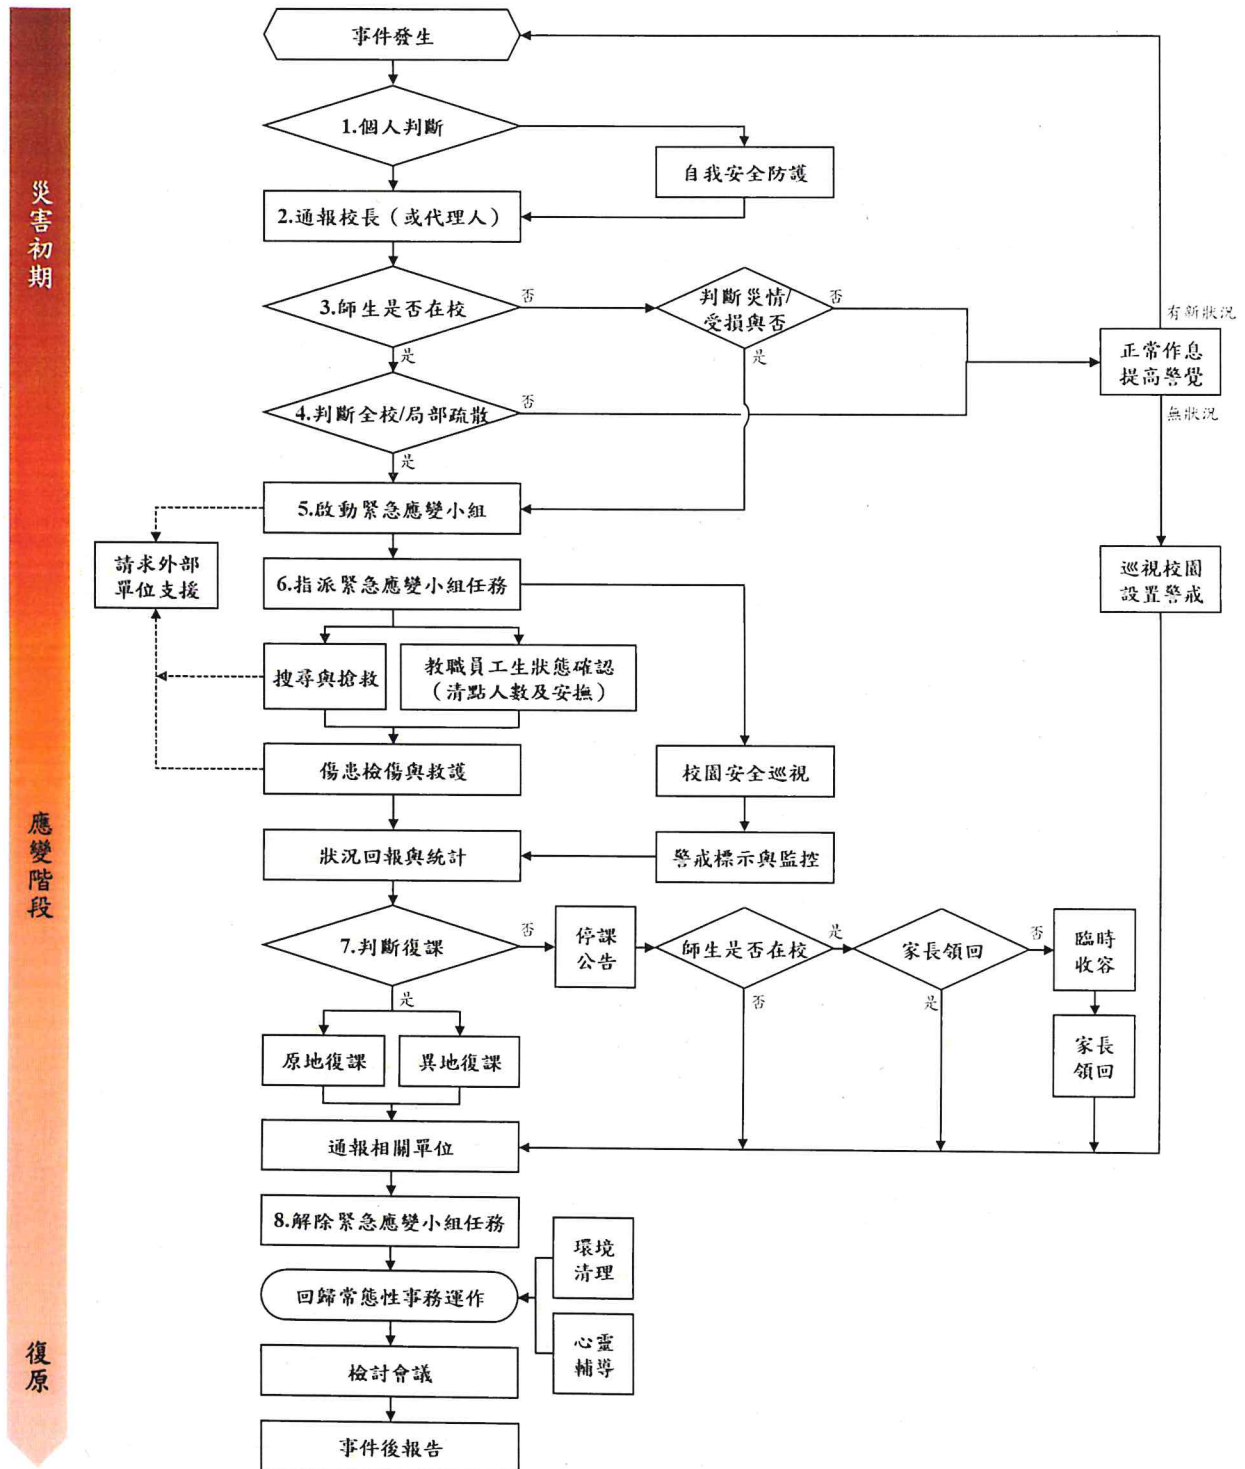 災害初期
應變階段
復原
事件發生
1.個人判斷
自我安全防護
2.通報校長（或代理人）
3.師生是否在校
否
是
判斷災情/
受損與否
否
是
有新狀況
正常作息
提高警覺
無狀況
4.判斷全校/局部疏散
否
是
5.啟動緊急應變小組
請求外部
單位支援
6.指派緊急應變小組任務
巡視校園
設置警戒
搜尋與搶救
教職員工生狀態確認
（清點人數及安撫）
傷患檢傷與救護
校園安全巡視
狀況回報與統計
警戒標示與監控
7.判斷復課
否
是
停課
公告
師生是否在校
是
否
家長領回
否
是
臨時
收容
家長
領回
原地復課
異地復課
通報相關單位
8.解除緊急應變小組任務
環境
清理
回歸常態性事務運作
心靈
輔導
檢討會議
事件後報告